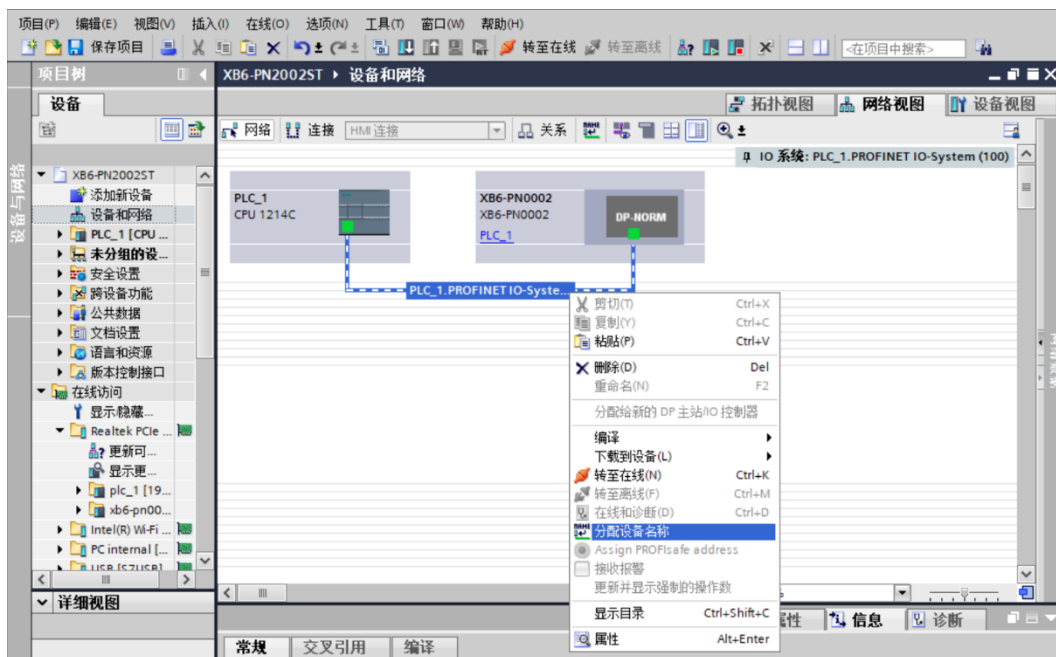 项目(P) 编辑(E) 视图(V) 插入(I) 在线(O) 选项(N) 工具(T) 窗口(W) 帮助(H)
保存项目 转至在线 转至离线 <在项目中搜索>
项目树
XB6-PN2002ST 设备和网络
设备
拓扑视图 网络视图 设备视图
网络 连接 HMI 连接 关系
IO 系统: PLC_1.PROFINET IO-System (100)
设备与网络
XB6-PN2002ST
添加新设备
设备和网络
PLC_1 [CPU ...
未分组的设...
安全设置
跨设备功能
公共数据
文档设置
语言和资源
版本控制接口
在线访问
显示/隐藏...
Realtek PCIe ...
更新可...
显示更...
plc_1 [19...
xb6-pn00...
Intel(R) Wi-Fi ...
PC internal [...
USB [S7USB]
详细视图
PLC_1
CPU 1214C
XB6-PN0002
XB6-PN0002
PLC_1
DP-NORM
PLC_1.PROFINET IO-Syste...
剪切(T) Ctrl+X
复制(Y) Ctrl+C
粘贴(P) Ctrl+V
删除(D) Del
重命名(N) F2
分配给新的 DP 主站/IO 控制器
编译
下载到设备(L)
转至在线(N) Ctrl+K
转至离线(F) Ctrl+M
在线和诊断(D) Ctrl+D
分配设备名称
Assign PROFIsafe address
接收报警
更新并显示强制的操作数
显示目录 Ctrl+Shift+C
属性 Alt+Enter
属性 信息 诊断
常规 交叉引用 编译